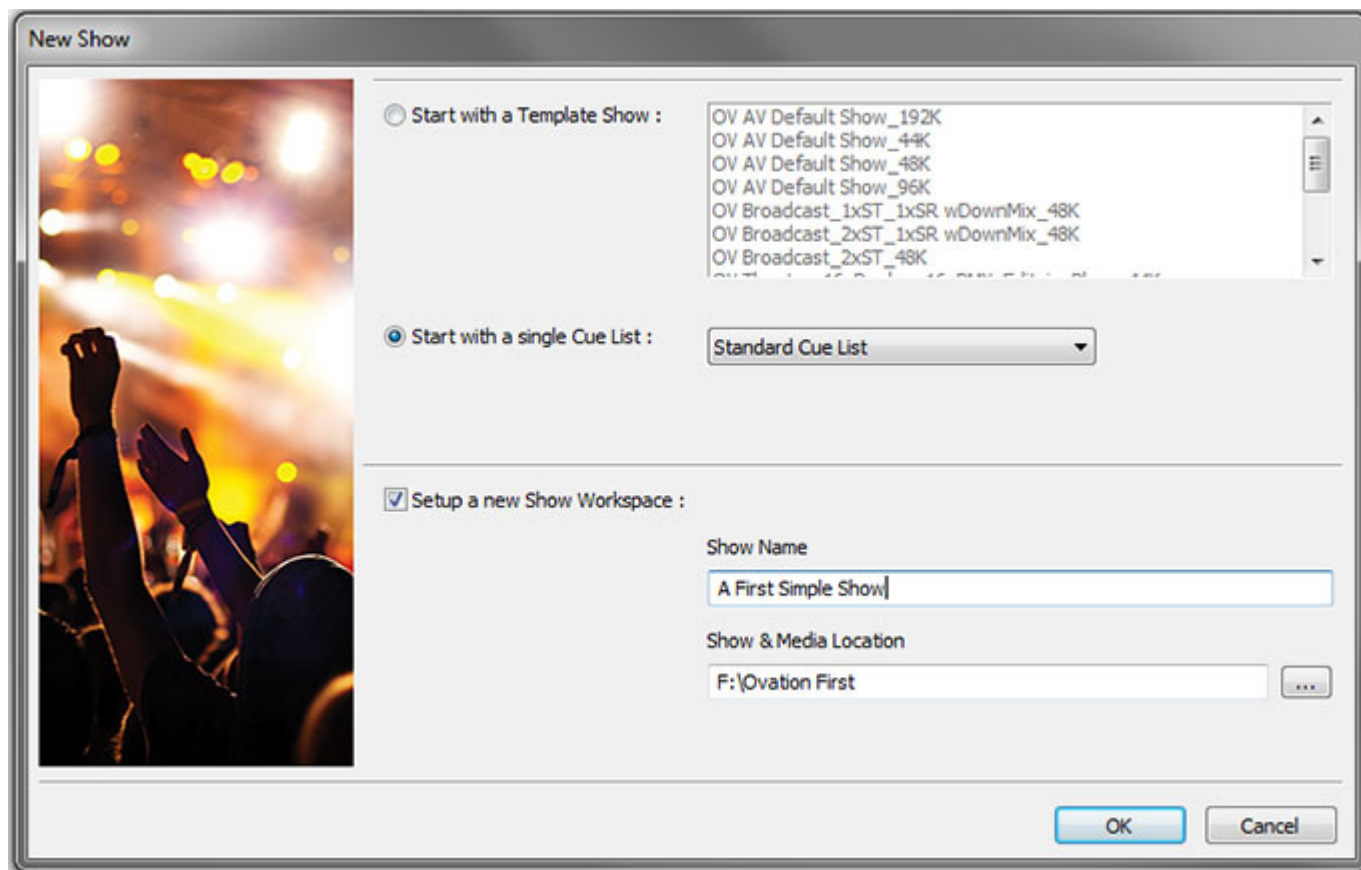 New Show
Start with a Template Show :
OV AV Default Show_192K
OV AV Default Show_44K
OV AV Default Show_48K
OV AV Default Show_96K
OV Broadcast_1xST_1xSR wDownMix_48K
OV Broadcast_2xST_1xSR wDownMix_48K
OV Broadcast_2xST_48K
Start with a single Cue List :
Standard Cue List
Setup a new Show Workspace :
Show Name
A First Simple Show
Show & Media Location
F:\Ovation First
...
OK
Cancel